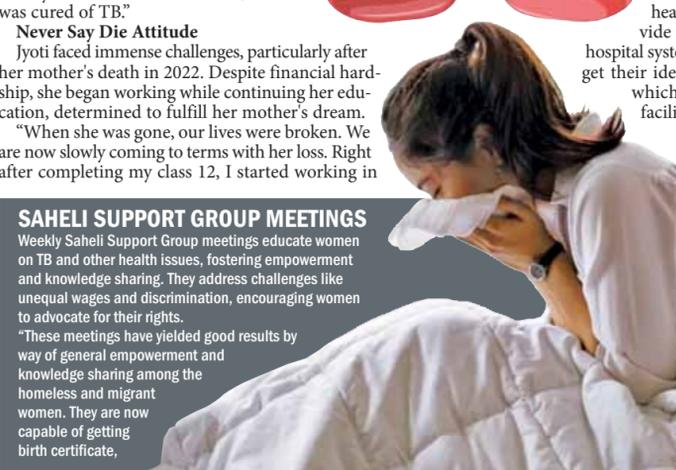 was cured of TB.”
Never Say Die Attitude
Jyoti faced immense challenges, particularly after
her mother's death in 2022. Despite financial hard-
ship, she began working while continuing her edu-
cation, determined to fulfill her mother's dream.
“When she was gone, our lives were broken. We
are now slowly coming to terms with her loss. Right
after completing my class 12, I started working in
SAHELI SUPPORT GROUP MEETINGS
Weekly Saheli Support Group meetings educate women
on TB and other health issues, fostering empowerment
and knowledge sharing. They address challenges like
unequal wages and discrimination, encouraging women
to advocate for their rights.
“These meetings have yielded good results by
way of general empowerment and
knowledge sharing among the
homeless and migrant
women. They are now
capable of getting
birth certificate,
hea
vide
hospital syste
get their ide
which
facili